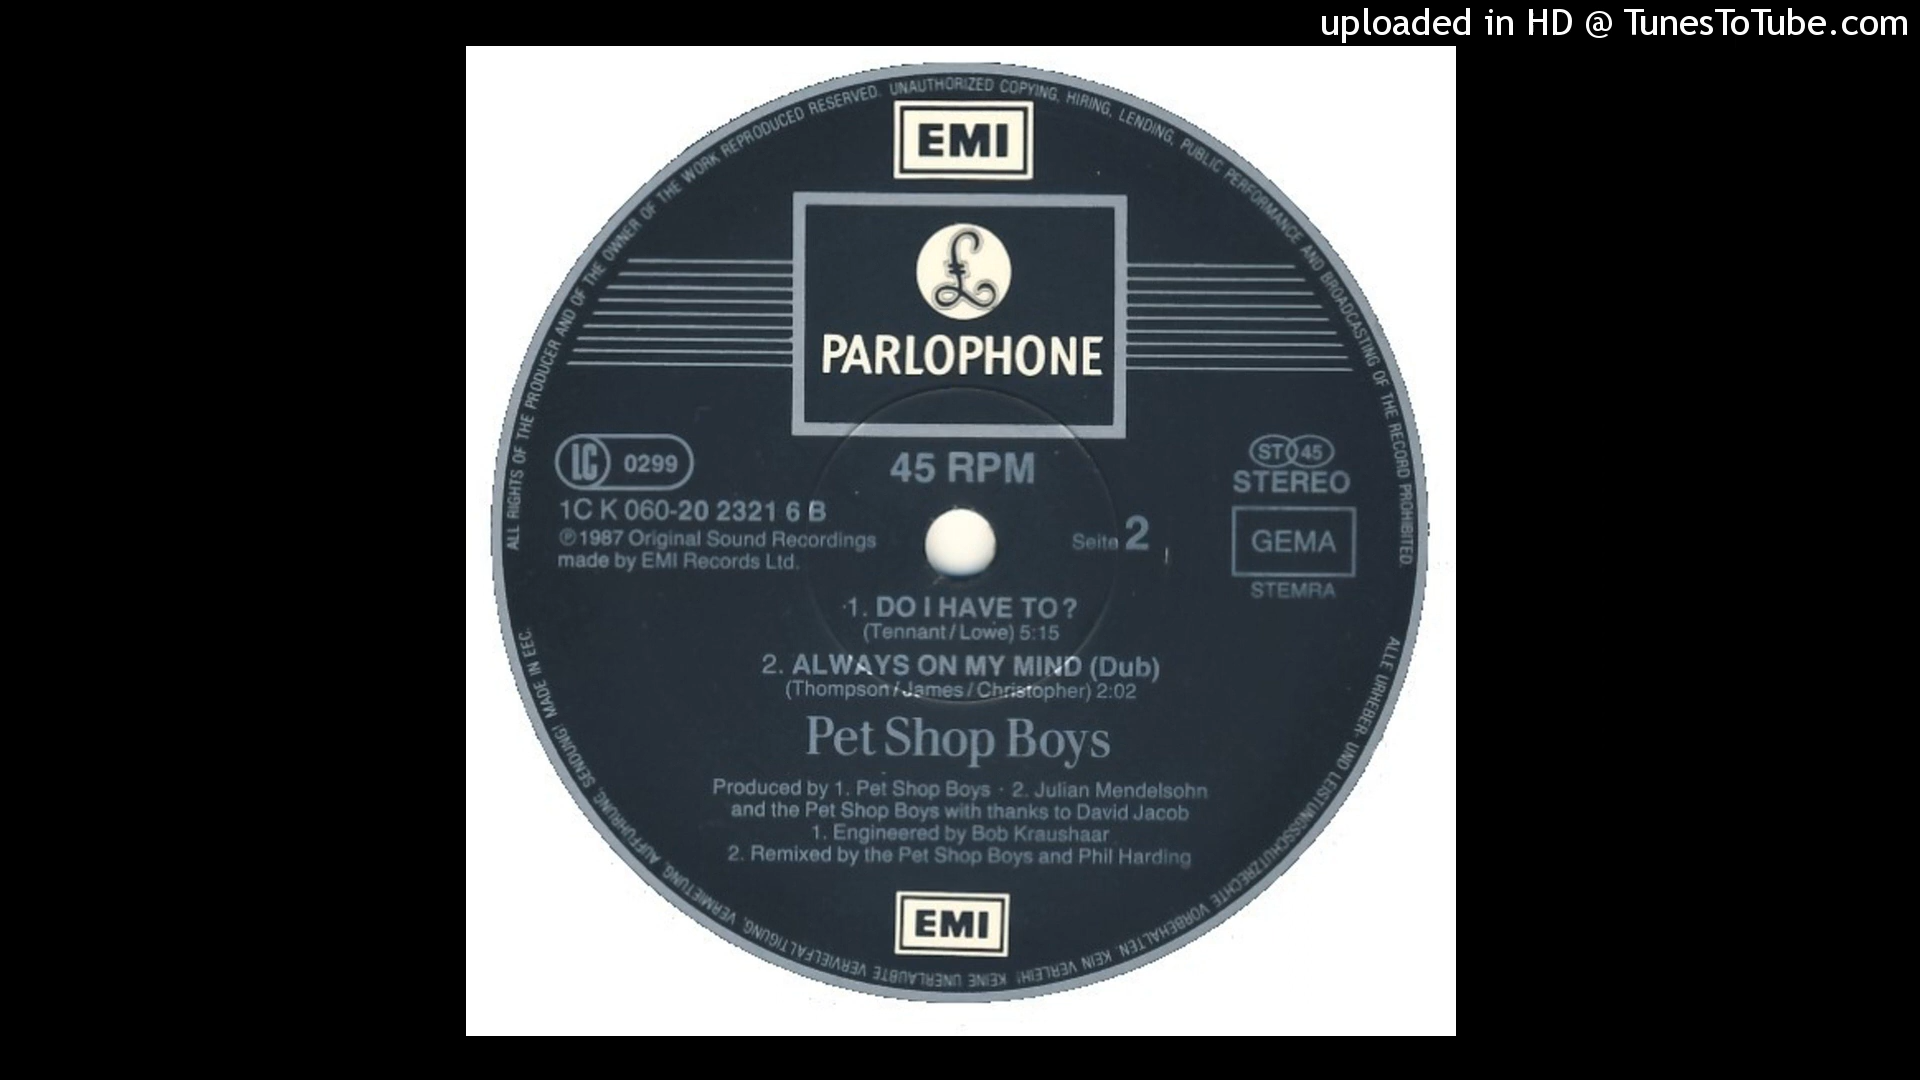 uploaded in HD @ TunesToTube.com
ALL RIGHTS OF THE PRODUCER AND OF THE OWNER OF THE WORK REPRODUCED RESERVED. UNAUTHORIZED COPYING, HIRING, LENDING, PUBLIC PERFORMANCE AND BROADCASTING OF THE RECORD PROHIBITED.
EMI
£
PARLOPHONE
LC 0299
45 RPM
ST 45
STEREO
1C K 060-20 2321 6 B
℗1987 Original Sound Recordings
made by EMI Records Ltd.
Seite 2
GEMA
STEMRA
1. DO I HAVE TO?
(Tennant/Lowe) 5:15
2. ALWAYS ON MY MIND (Dub)
(Thompson/James/Christopher) 2:02
Pet Shop Boys
Produced by 1. Pet Shop Boys · 2. Julian Mendelsohn
and the Pet Shop Boys with thanks to David Jacob
1. Engineered by Bob Kraushaar
2. Remixed by the Pet Shop Boys and Phil Harding
EMI
ALLE URHEBER- UND LEISTUNGSSCHUTZRECHTE VORBEHALTEN. KEIN VERLEIH! KEINE UNERLAUBTE VERVIELFÄLTIGUNG, VERMIETUNG, AUFFÜHRUNG, SENDUNG! MADE IN EEC.